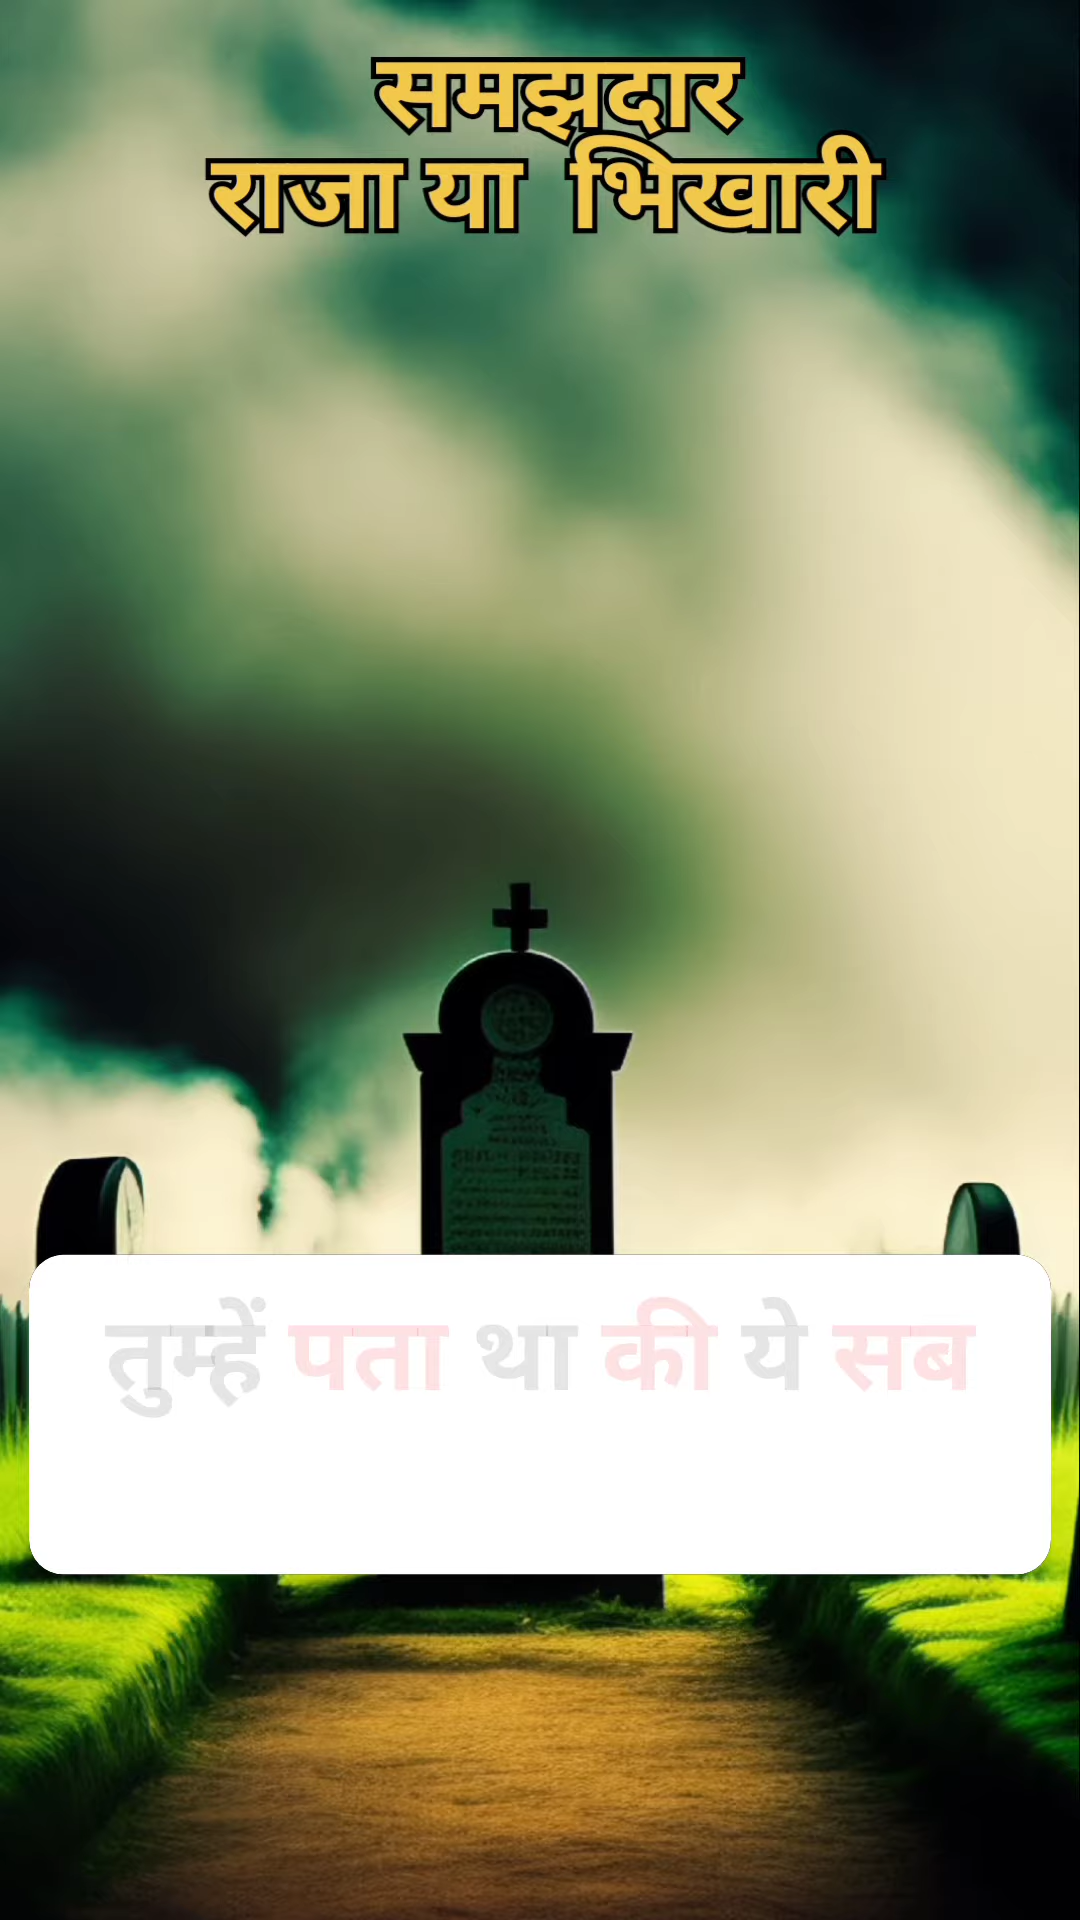 समझदार
राजा या भिखारी
तुम्हें पता था की ये सब